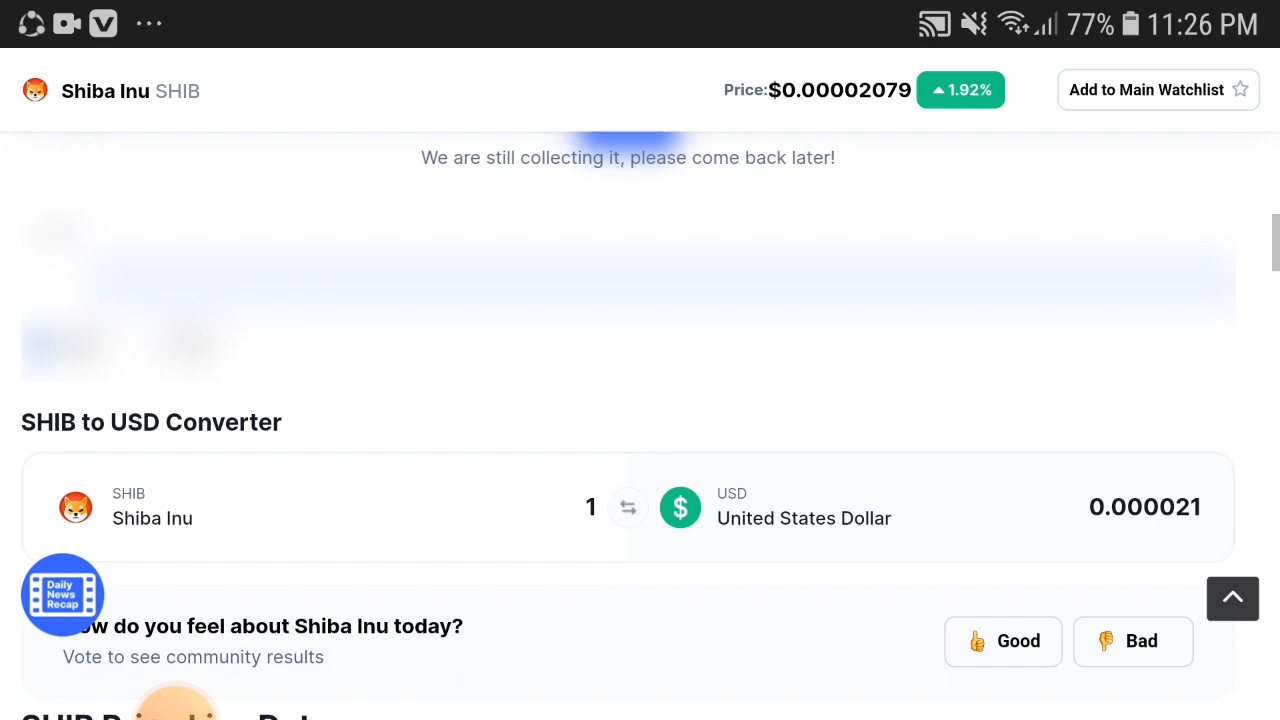 77% 11:26 PM
Shiba Inu SHIB
Price:$0.00002079 1.92%
Add to Main Watchlist
We are still collecting it, please come back later!
SHIB to USD Converter
SHIB
Shiba Inu
1
USD
United States Dollar
0.000021
Daily
News
Recap
do you feel about Shiba Inu today?
Vote to see community results
Good
Bad
SHIB